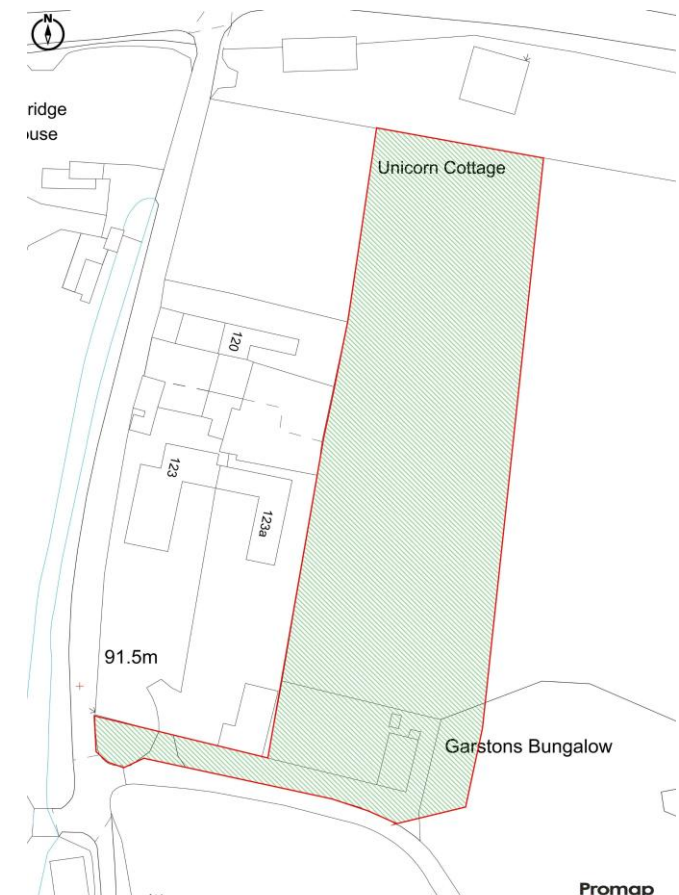 N
ridge
ouse
Unicorn Cottage
120
123
123a
91.5m
Garstons Bungalow
Promap